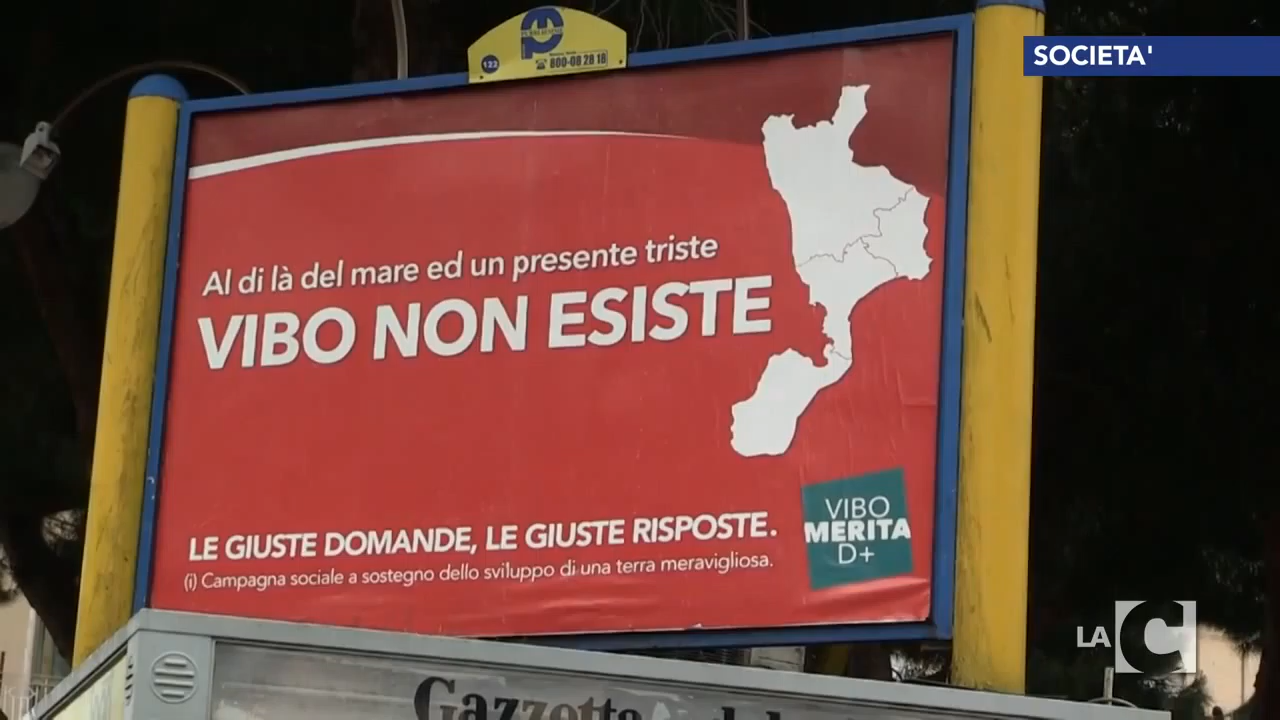 SOCIETA'
122
800-08 28 18
Al di là del mare ed un presente triste
VIBO NON ESISTE
LE GIUSTE DOMANDE, LE GIUSTE RISPOSTE.
(i) Campagna sociale a sostegno dello sviluppo di una terra meravigliosa.
VIBO
MERITA
D+
LA C
Gazzetta